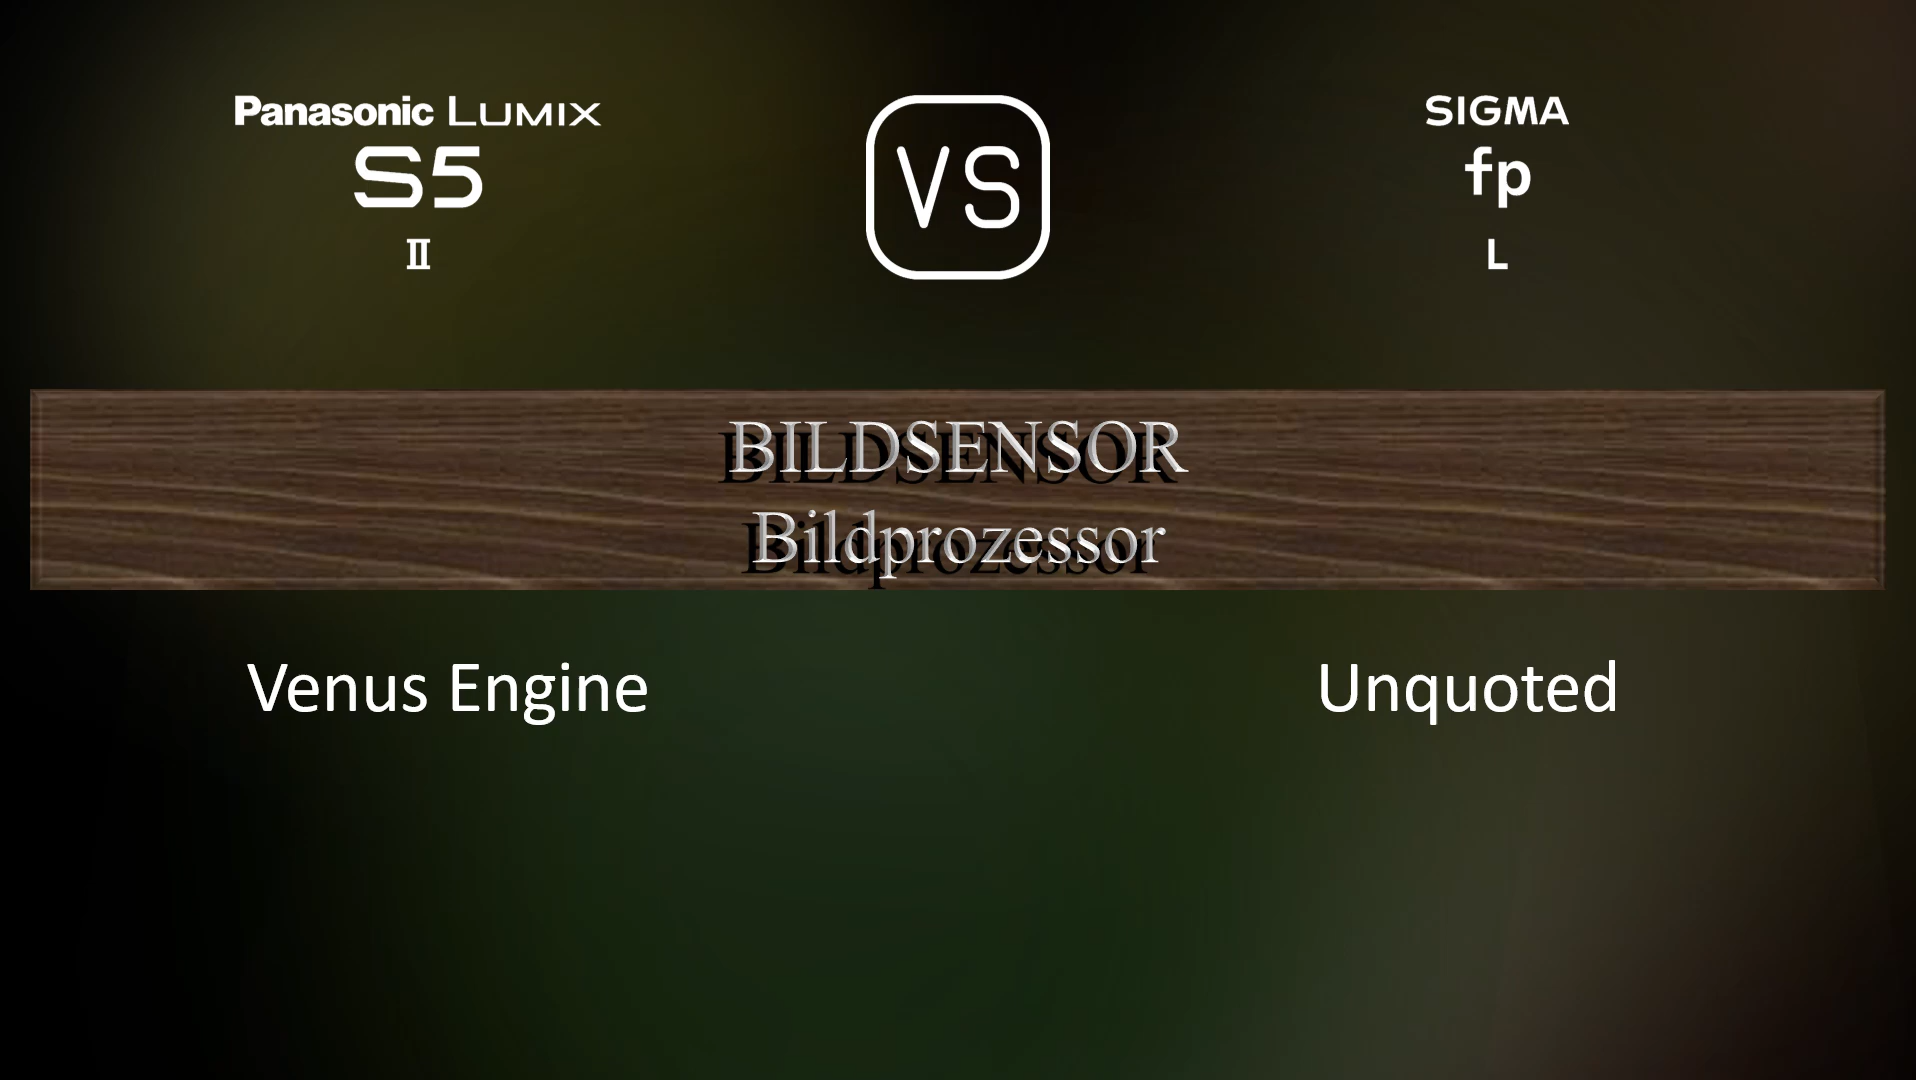 Panasonic LUMIX
S5
II
VS
SIGMA
fp
L
BILDSENSOR
Bildprozessor
Venus Engine
Unquoted